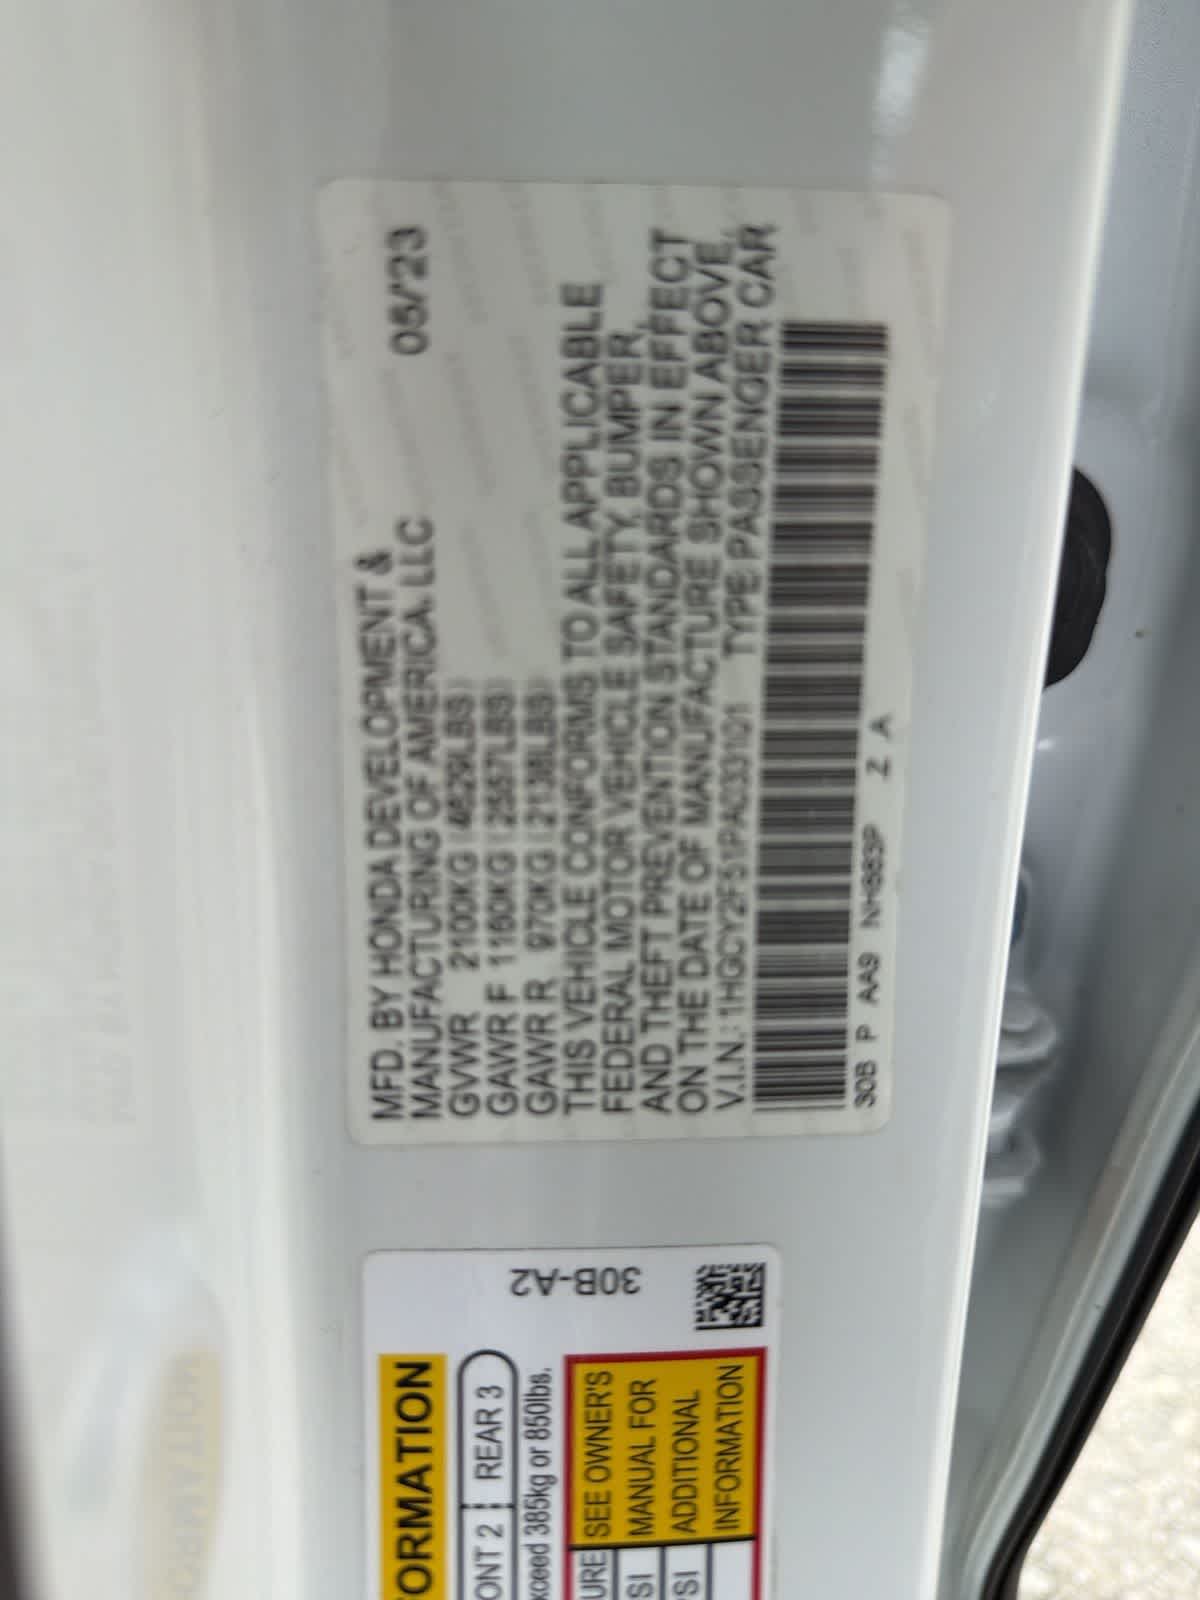 MFD. BY HONDA DEVELOPMENT &
MANUFACTURING OF AMERICA, LLC 05/'23
GVWR 2100KG (4629LBS)
GAWR F 1160KG (2557LBS)
GAWR R 970KG (2138LBS)
THIS VEHICLE CONFORMS TO ALL APPLICABLE
FEDERAL MOTOR VEHICLE SAFETY, BUMPER,
AND THEFT PREVENTION STANDARDS IN EFFECT
ON THE DATE OF MANUFACTURE SHOWN ABOVE.
V.I.N.: 1HGCY2F51PA033101 TYPE:PASSENGER CAR
30B P AA9 NH883P Z A
30B-A2
ORMATION
ONT 2 REAR 3
xceed 385kg or 850lbs.
URE
SI
PSI
SEE OWNER'S
MANUAL FOR
ADDITIONAL
INFORMATION